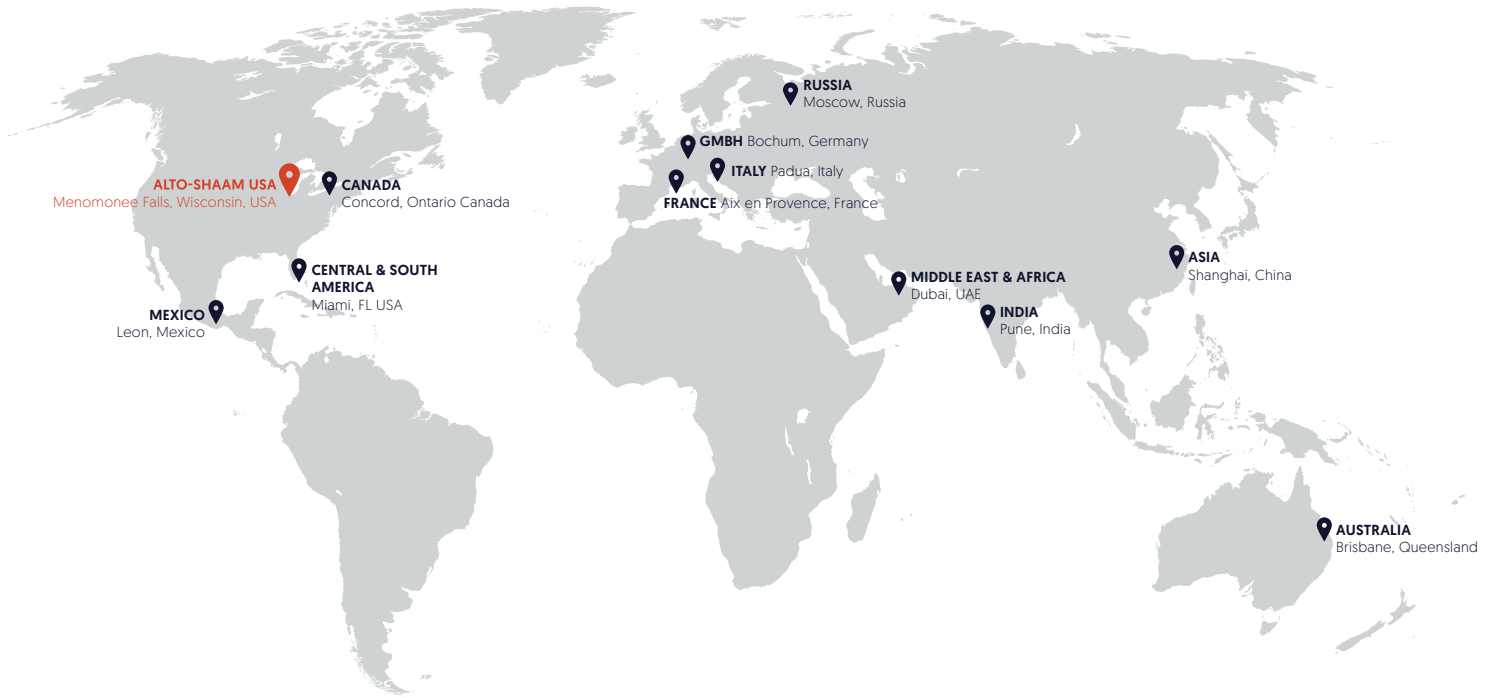 RUSSIA
Moscow, Russia
GMBH Bochum, Germany
ITALY Padua, Italy
FRANCE Aix en Provence, France
ALTO-SHAAM USA
Menomonee Falls, Wisconsin, USA
CANADA
Concord, Ontario Canada
CENTRAL & SOUTH
AMERICA
Miami, FL USA
MEXICO
Leon, Mexico
MIDDLE EAST & AFRICA
Dubai, UAE
INDIA
Pune, India
ASIA
Shanghai, China
AUSTRALIA
Brisbane, Queensland